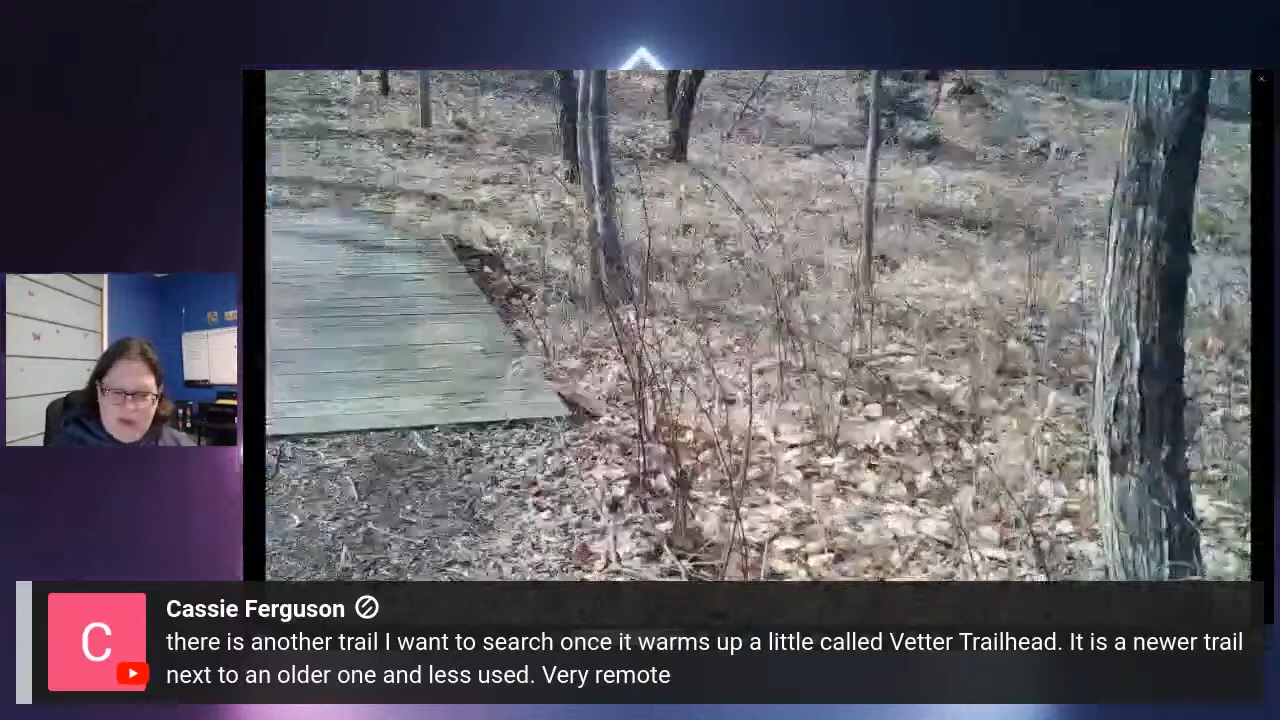 Cassie Ferguson
C
there is another trail I want to search once it warms up a little called Vetter Trailhead. It is a newer trail
next to an older one and less used. Very remote